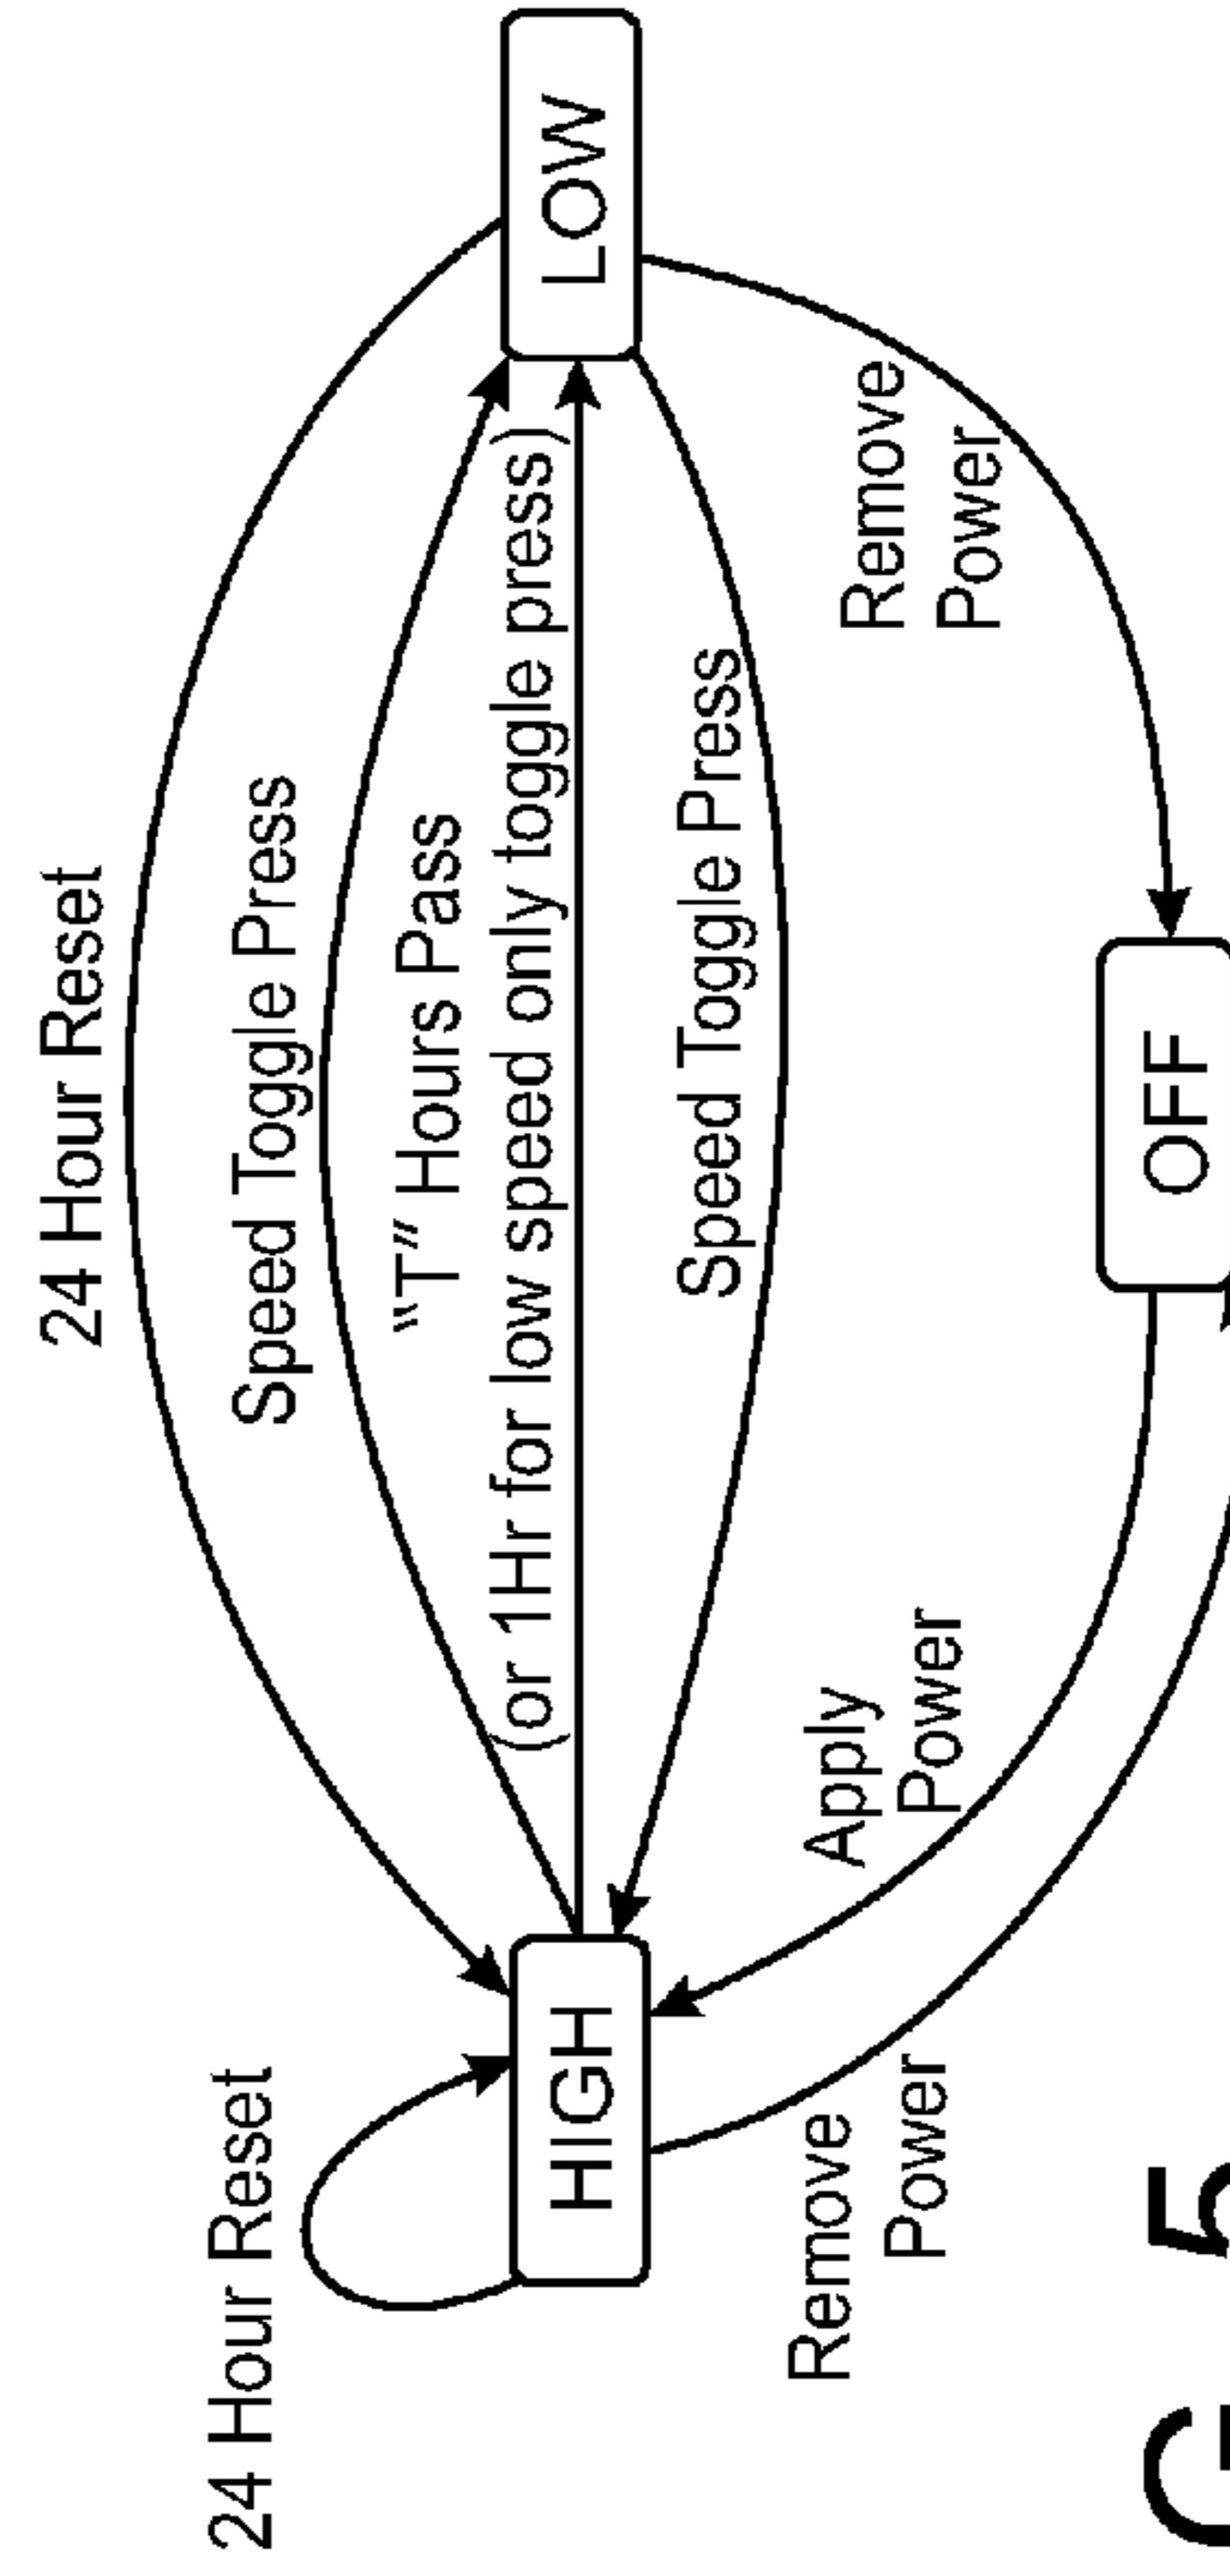 24 Hour Reset
24 Hour Reset
Speed Toggle Press
“T” Hours Pass
(or 1Hr for low speed only toggle press)
HIGH
LOW
Speed Toggle Press
Remove
Power
Apply
Power
Remove
Power
OFF
G. 5